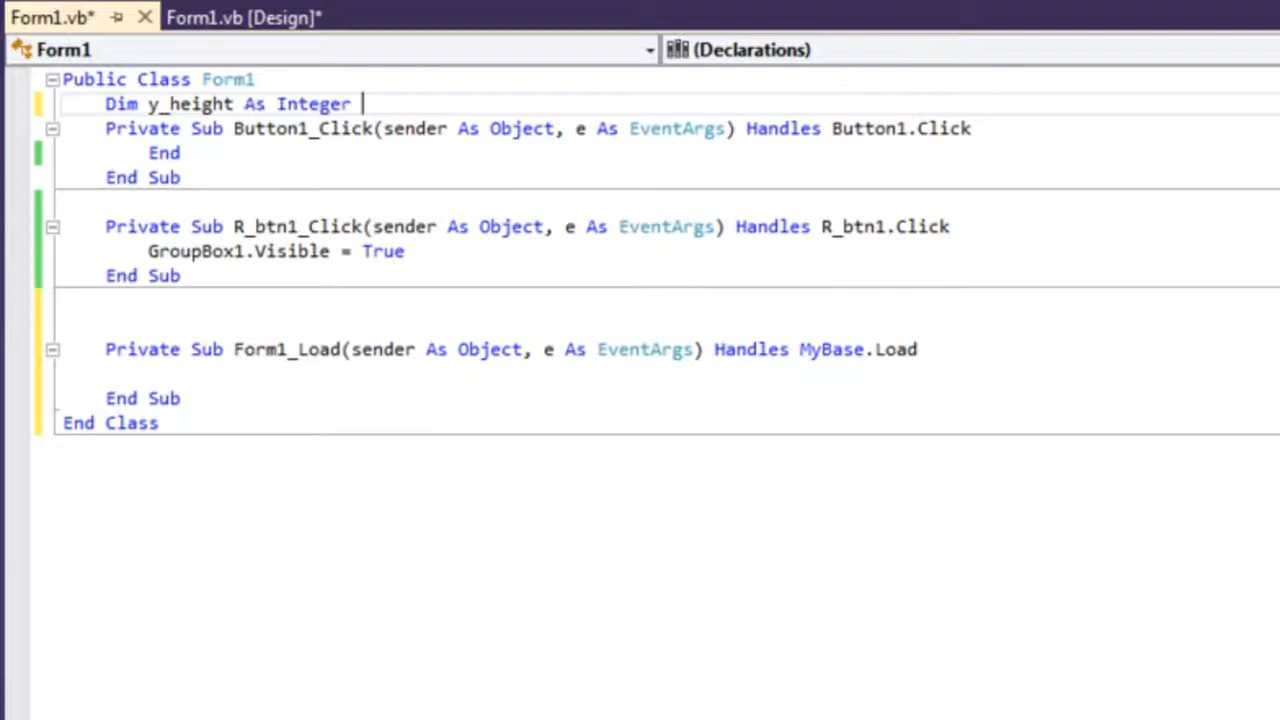 Form1.vb* Form1.vb [Design]*
Form1 (Declarations)
Public Class Form1
Dim y_height As Integer
Private Sub Button1_Click(sender As Object, e As EventArgs) Handles Button1.Click
End
End Sub
Private Sub R_btn1_Click(sender As Object, e As EventArgs) Handles R_btn1.Click
GroupBox1.Visible = True
End Sub
Private Sub Form1_Load(sender As Object, e As EventArgs) Handles MyBase.Load
End Sub
End Class